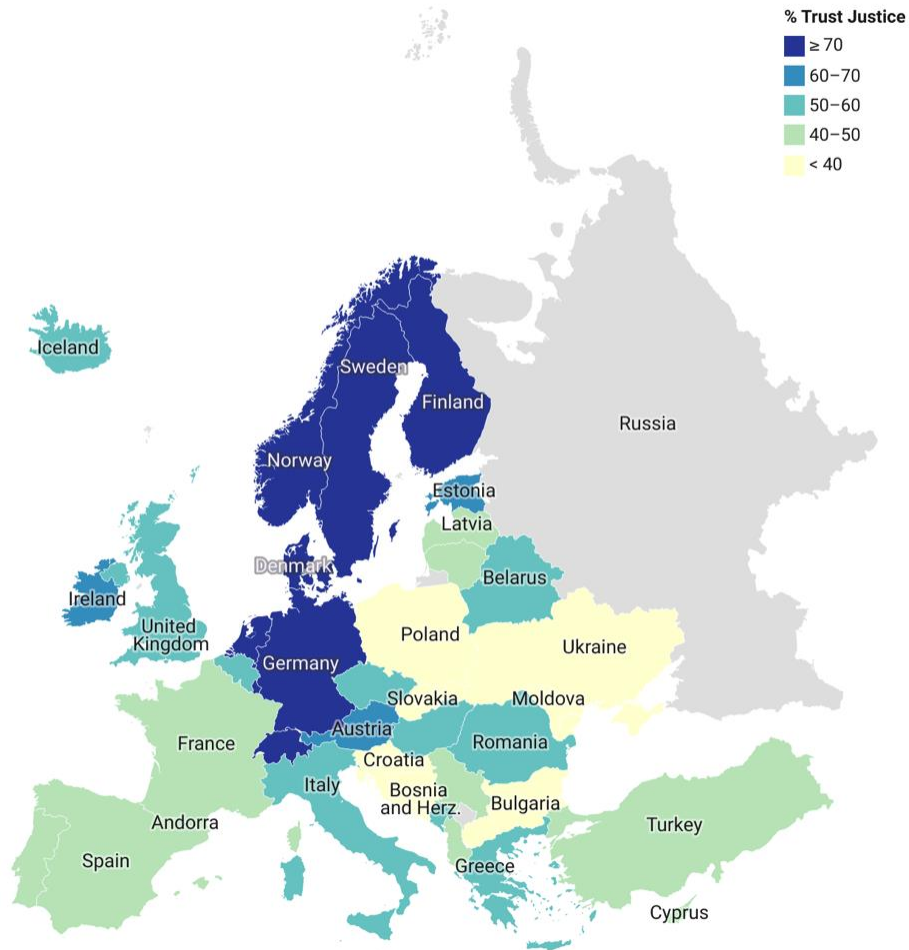 % Trust Justice
≥ 70
60–70
50–60
40–50
< 40
Iceland
Sweden
Finland
Russia
Norway
Estonia
Latvia
Denmark
Belarus
Ireland
United
Kingdom
Poland
Ukraine
Germany
Slovakia
Moldova
Austria
France
Romania
Croatia
Italy
Bosnia
and Herz.
Bulgaria
Andorra
Turkey
Spain
Greece
Cyprus